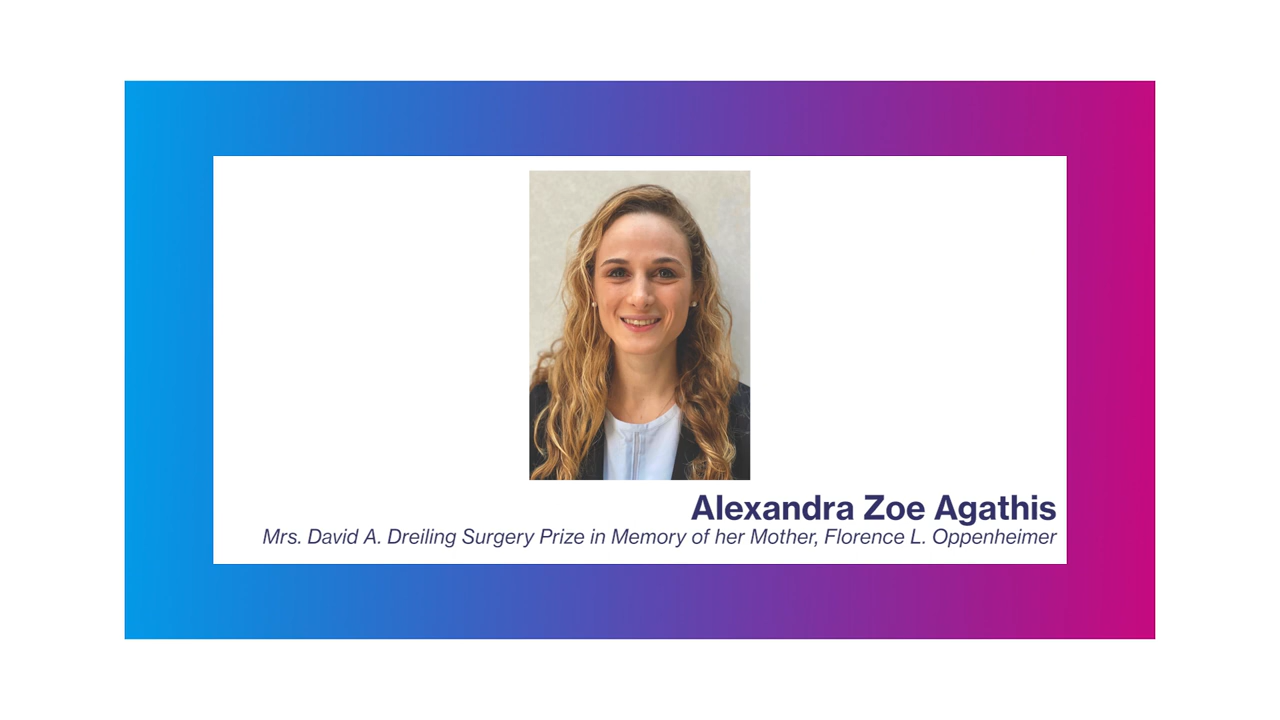 Alexandra Zoe Agathis
Mrs. David A. Dreiling Surgery Prize in Memory of her Mother, Florence L. Oppenheimer